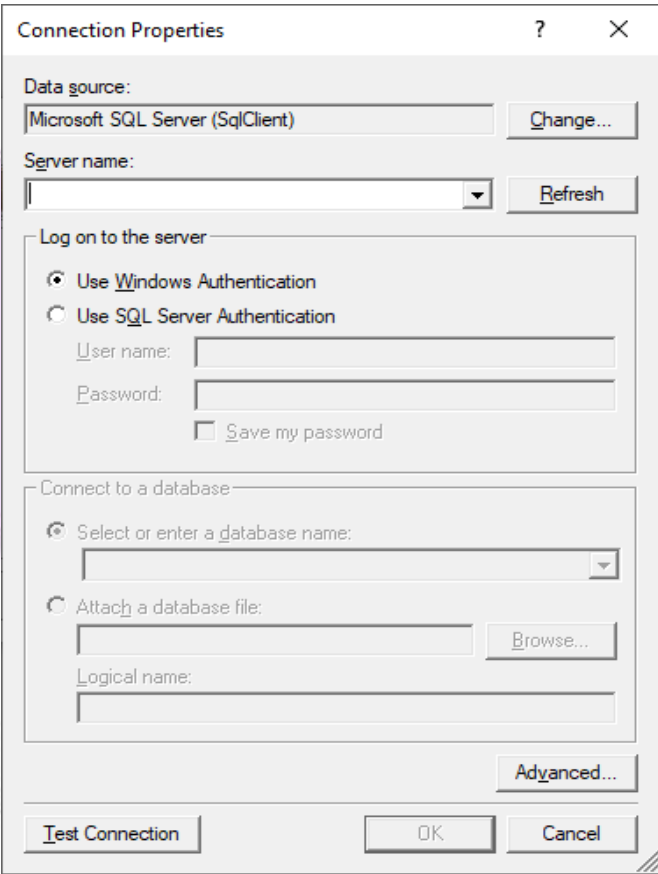 Connection Properties ?
Data source:
Microsoft SQL Server (SqlClient) Change...
Server name:
Refresh
Log on to the server
Use Windows Authentication
Use SQL Server Authentication
User name:
Password:
Save my password
Connect to a database
Select or enter a database name:
Attach a database file:
Browse...
Logical name:
Advanced...
Test Connection OK Cancel